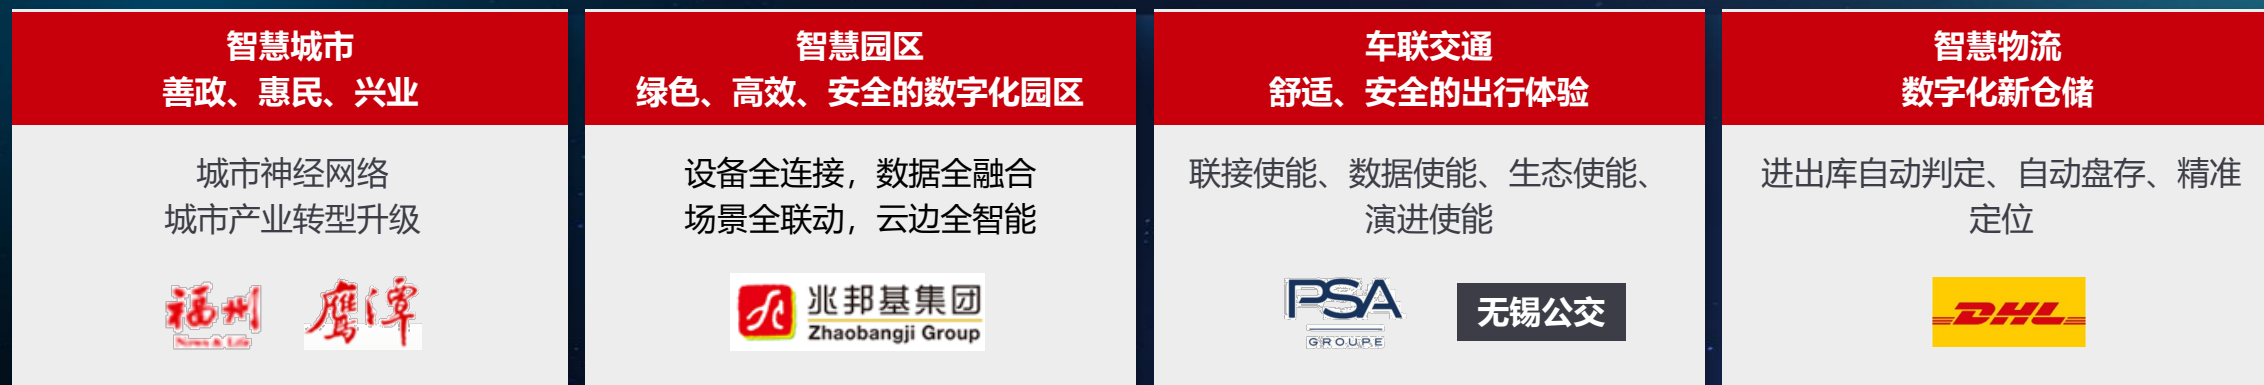 智慧城市
善政、惠民、兴业
城市神经网络
城市产业转型升级
福州
News & Life
鹰潭
智慧园区
绿色、高效、安全的数字化园区
设备全连接，数据全融合
场景全联动，云边全智能
兆邦基集团
Zhaobangji Group
车联交通
舒适、安全的出行体验
联接使能、数据使能、生态使能、
演进使能
PSA
GROUPE
无锡公交
智慧物流
数字化新仓储
进出库自动判定、自动盘存、精准
定位
DHL